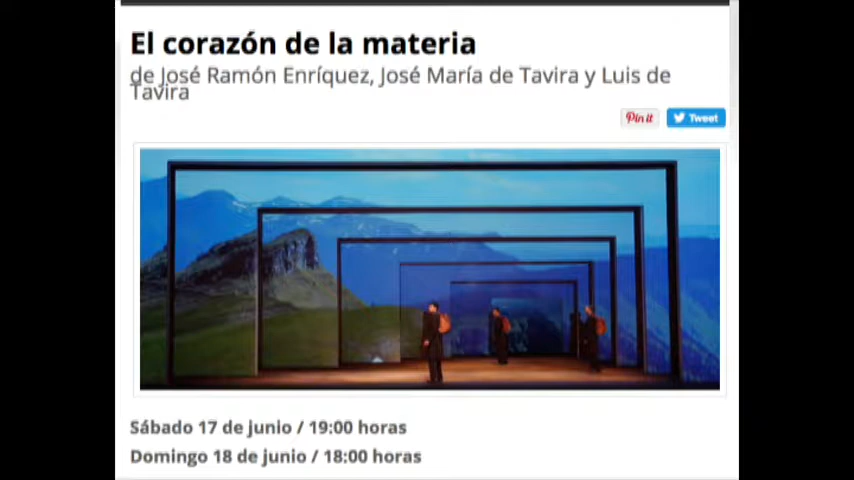 El corazón de la materia
de José Ramón Enríquez, José María de Tavira y Luis de
Tavira
Pin it
Tweet
Sábado 17 de junio / 19:00 horas
Domingo 18 de junio / 18:00 horas